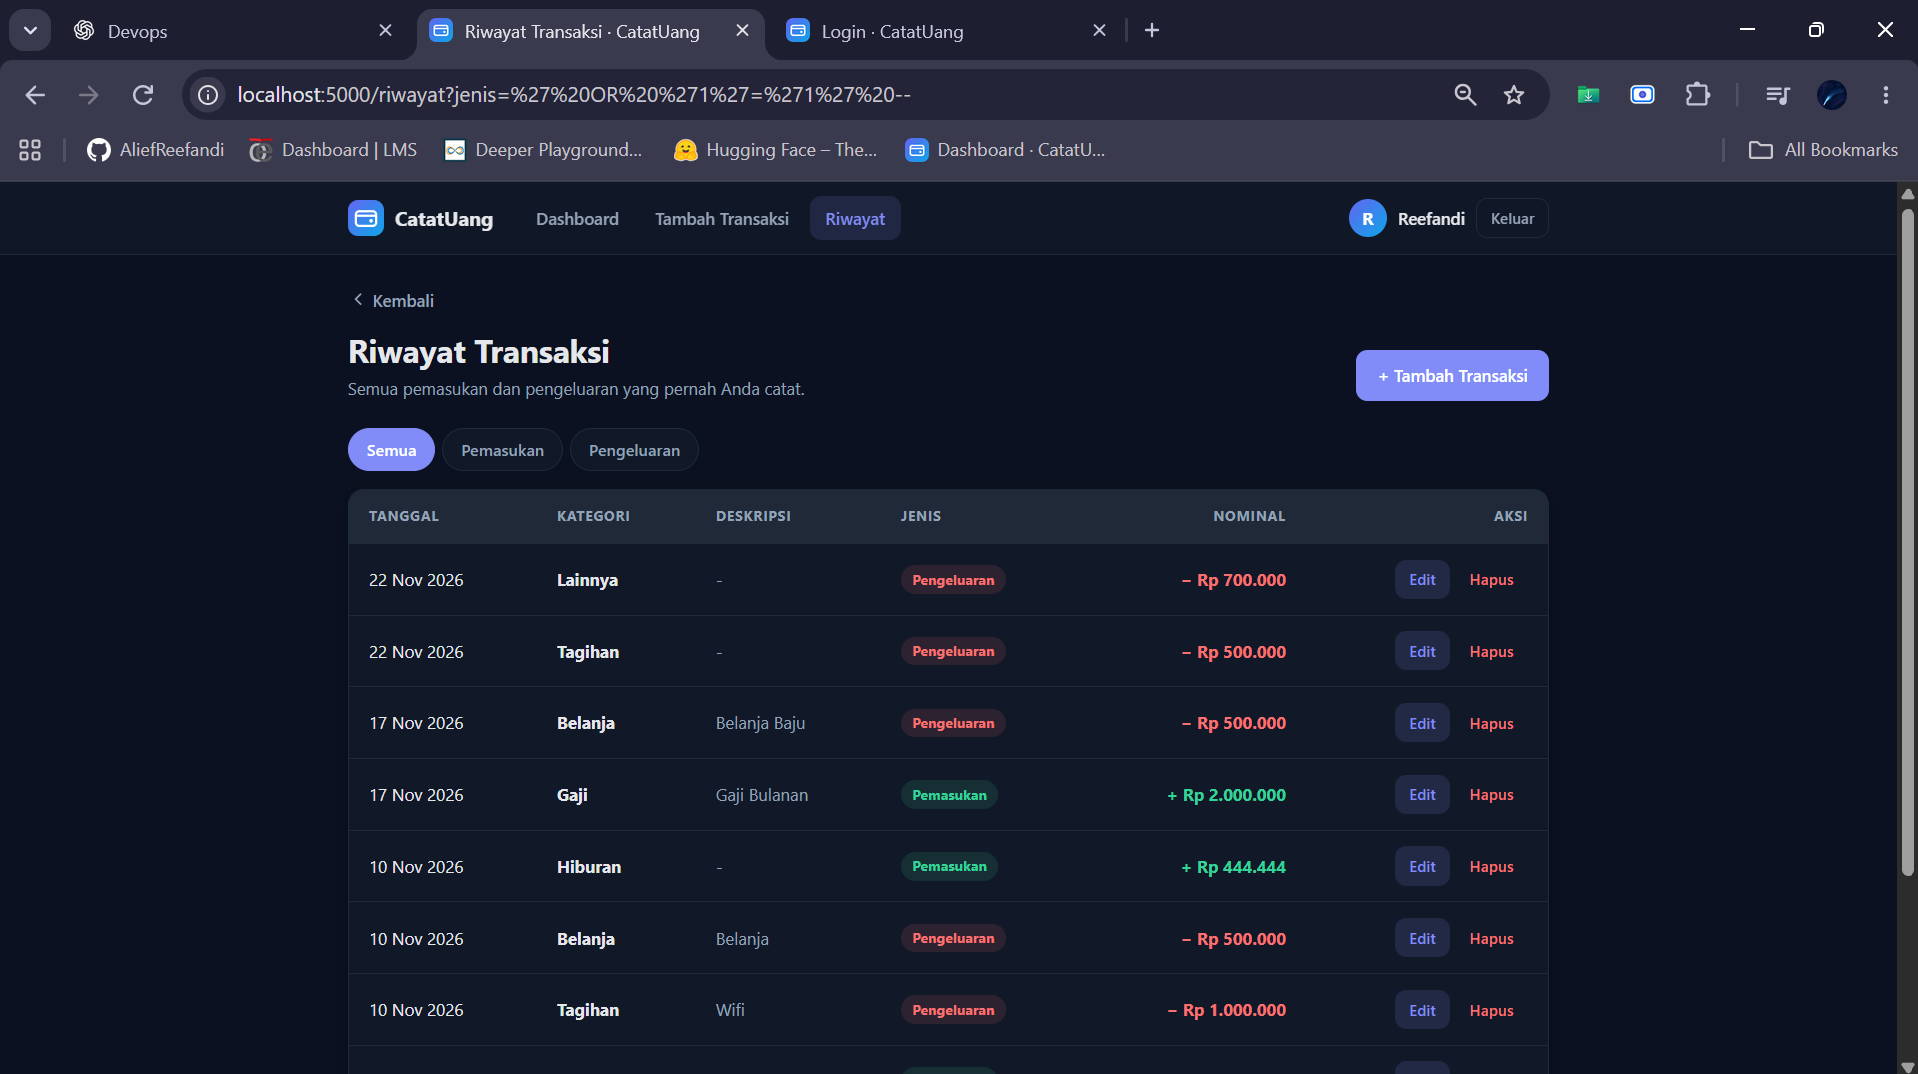 Devops
Riwayat Transaksi · CatatUang
Login · CatatUang
localhost:5000/riwayat?jenis=%27%20OR%20%271%27=%271%27%20--
AliefReefandi
Dashboard | LMS
Deeper Playground...
Hugging Face – The...
Dashboard · CatatU...
All Bookmarks
CatatUang
Dashboard
Tambah Transaksi
Riwayat
R
Reefandi
Keluar
Kembali
Riwayat Transaksi
Semua pemasukan dan pengeluaran yang pernah Anda catat.
+ Tambah Transaksi
Semua
Pemasukan
Pengeluaran
TANGGAL KATEGORI DESKRIPSI JENIS NOMINAL AKSI
22 Nov 2026 Lainnya - Pengeluaran − Rp 700.000 Edit Hapus
22 Nov 2026 Tagihan - Pengeluaran − Rp 500.000 Edit Hapus
17 Nov 2026 Belanja Belanja Baju Pengeluaran − Rp 500.000 Edit Hapus
17 Nov 2026 Gaji Gaji Bulanan Pemasukan + Rp 2.000.000 Edit Hapus
10 Nov 2026 Hiburan - Pemasukan + Rp 444.444 Edit Hapus
10 Nov 2026 Belanja Belanja Pengeluaran − Rp 500.000 Edit Hapus
10 Nov 2026 Tagihan Wifi Pengeluaran − Rp 1.000.000 Edit Hapus